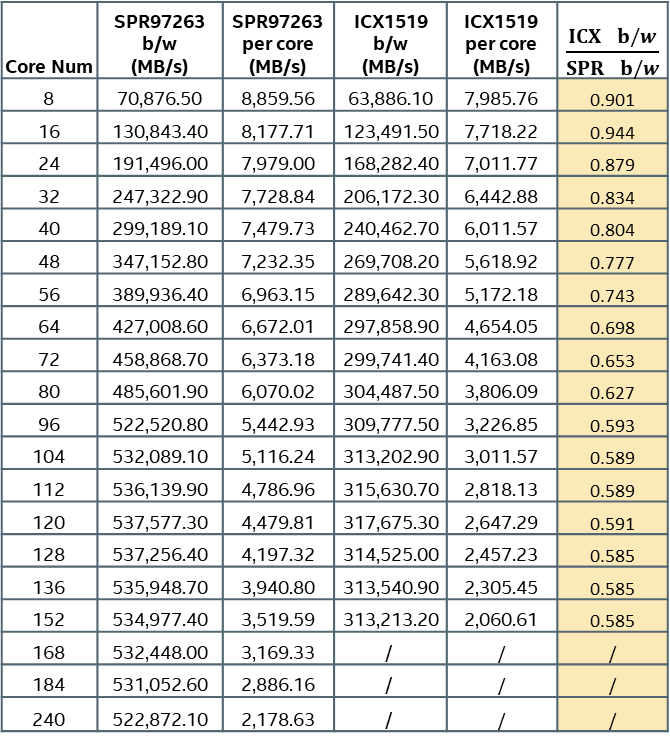 Core Num SPR97263 b/w (MB/s) SPR97263 per core (MB/s) ICX1519 b/w (MB/s) ICX1519 per core (MB/s) ICX b/w SPR b/w
8 70,876.50 8,859.56 63,886.10 7,985.76 0.901
16 130,843.40 8,177.71 123,491.50 7,718.22 0.944
24 191,496.00 7,979.00 168,282.40 7,011.77 0.879
32 247,322.90 7,728.84 206,172.30 6,442.88 0.834
40 299,189.10 7,479.73 240,462.70 6,011.57 0.804
48 347,152.80 7,232.35 269,708.20 5,618.92 0.777
56 389,936.40 6,963.15 289,642.30 5,172.18 0.743
64 427,008.60 6,672.01 297,858.90 4,654.05 0.698
72 458,868.70 6,373.18 299,741.40 4,163.08 0.653
80 485,601.90 6,070.02 304,487.50 3,806.09 0.627
96 522,520.80 5,442.93 309,777.50 3,226.85 0.593
104 532,089.10 5,116.24 313,202.90 3,011.57 0.589
112 536,139.90 4,786.96 315,630.70 2,818.13 0.589
120 537,577.30 4,479.81 317,675.30 2,647.29 0.591
128 537,256.40 4,197.32 314,525.00 2,457.23 0.585
136 535,948.70 3,940.80 313,540.90 2,305.45 0.585
152 534,977.40 3,519.59 313,213.20 2,060.61 0.585
168 532,448.00 3,169.33 / / /
184 531,052.60 2,886.16 / / /
240 522,872.10 2,178.63 / / /